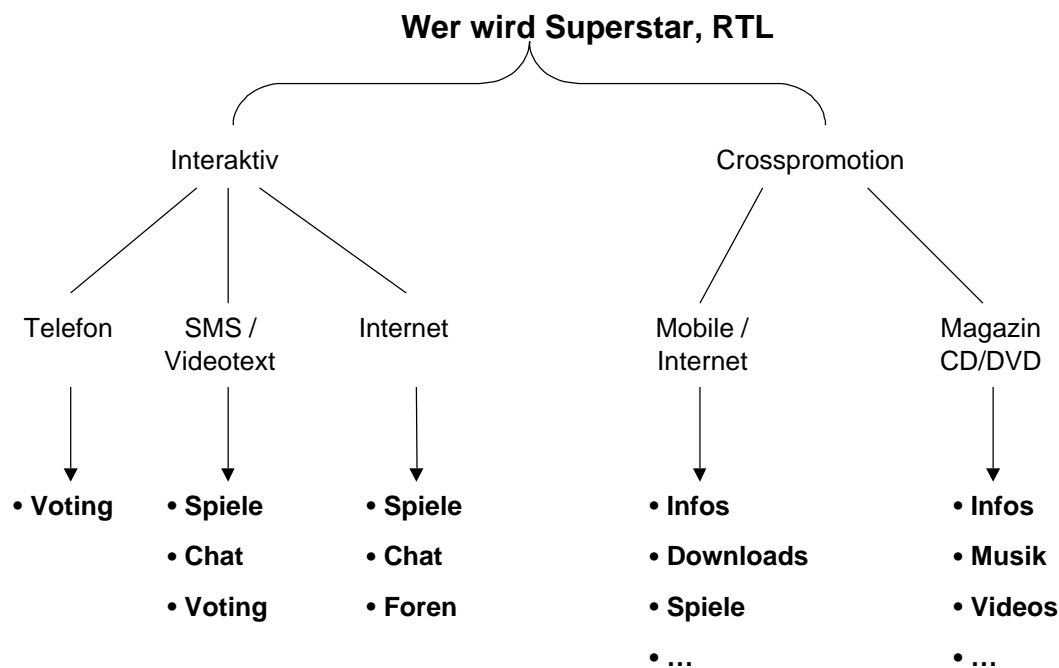 Wer wird Superstar, RTL
Interaktiv
Crosspromotion
Telefon
SMS /
Videotext
Internet
Mobile /
Internet
Magazin
CD/DVD
• Voting
• Spiele
• Chat
• Voting
• Spiele
• Chat
• Foren
• Infos
• Downloads
• Spiele
• ...
• Infos
• Musik
• Videos
• ...